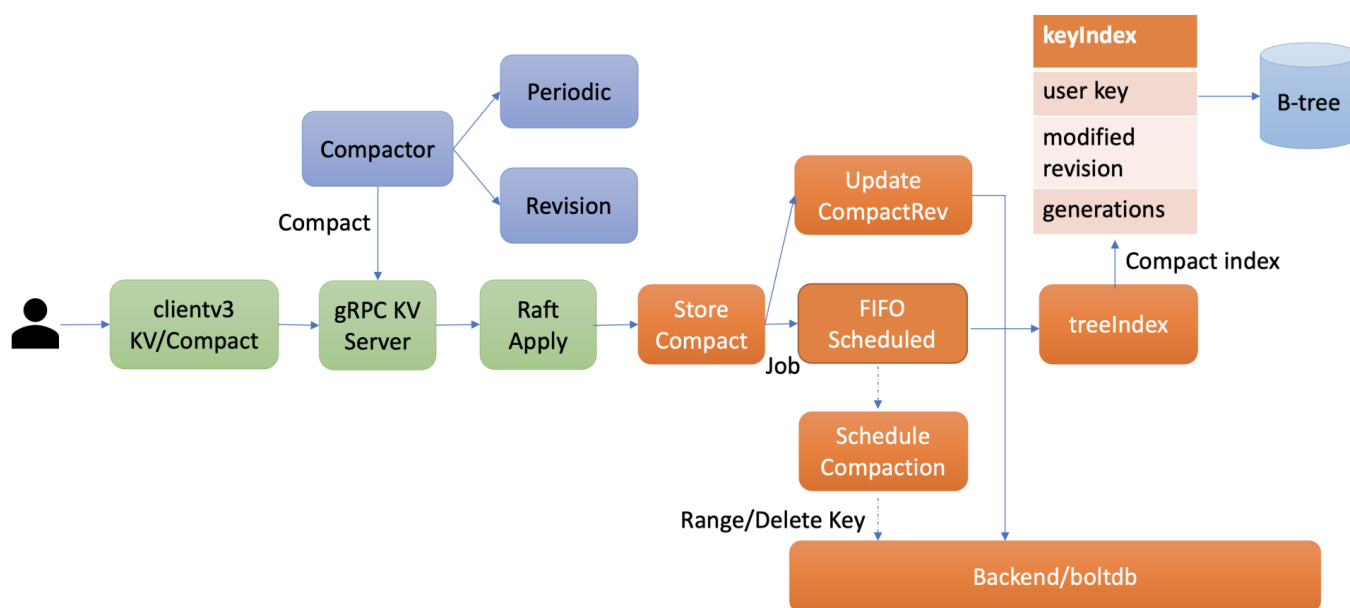 keyIndex
user key
modified
revision
generations
B-tree
Periodic
Compactor
Revision
Compact
Update
CompactRev
Compact index
clientv3
KV/Compact
gRPC KV
Server
Raft
Apply
Store
Compact
Job
FIFO
Scheduled
treeIndex
Schedule
Compaction
Range/Delete Key
Backend/boltdb